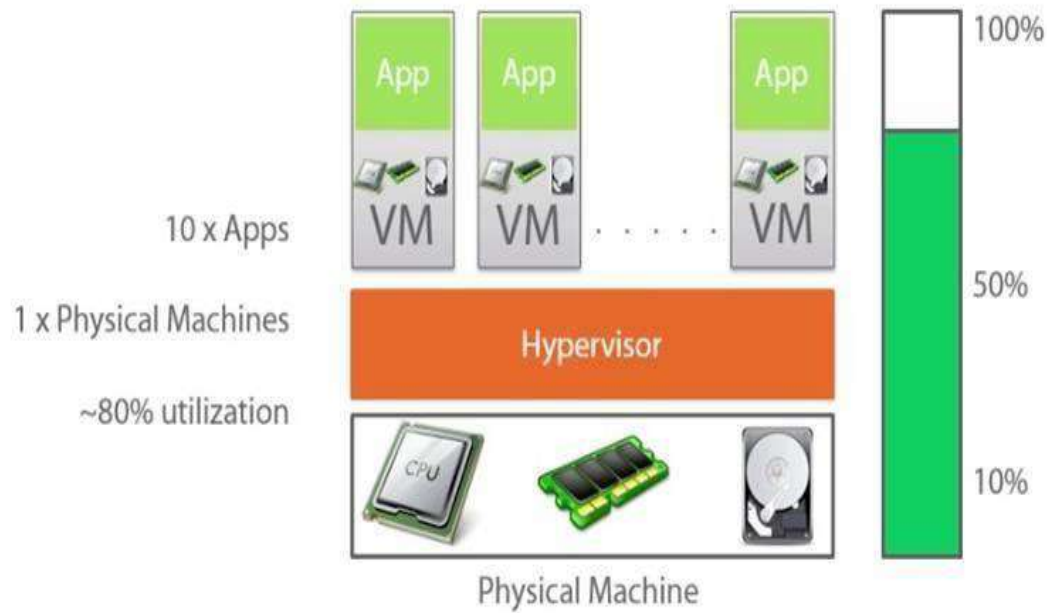 App App App
100%
VM VM . . . . . VM
10 x Apps
50%
1 x Physical Machines
Hypervisor
~80% utilization
CPU
10%
Physical Machine